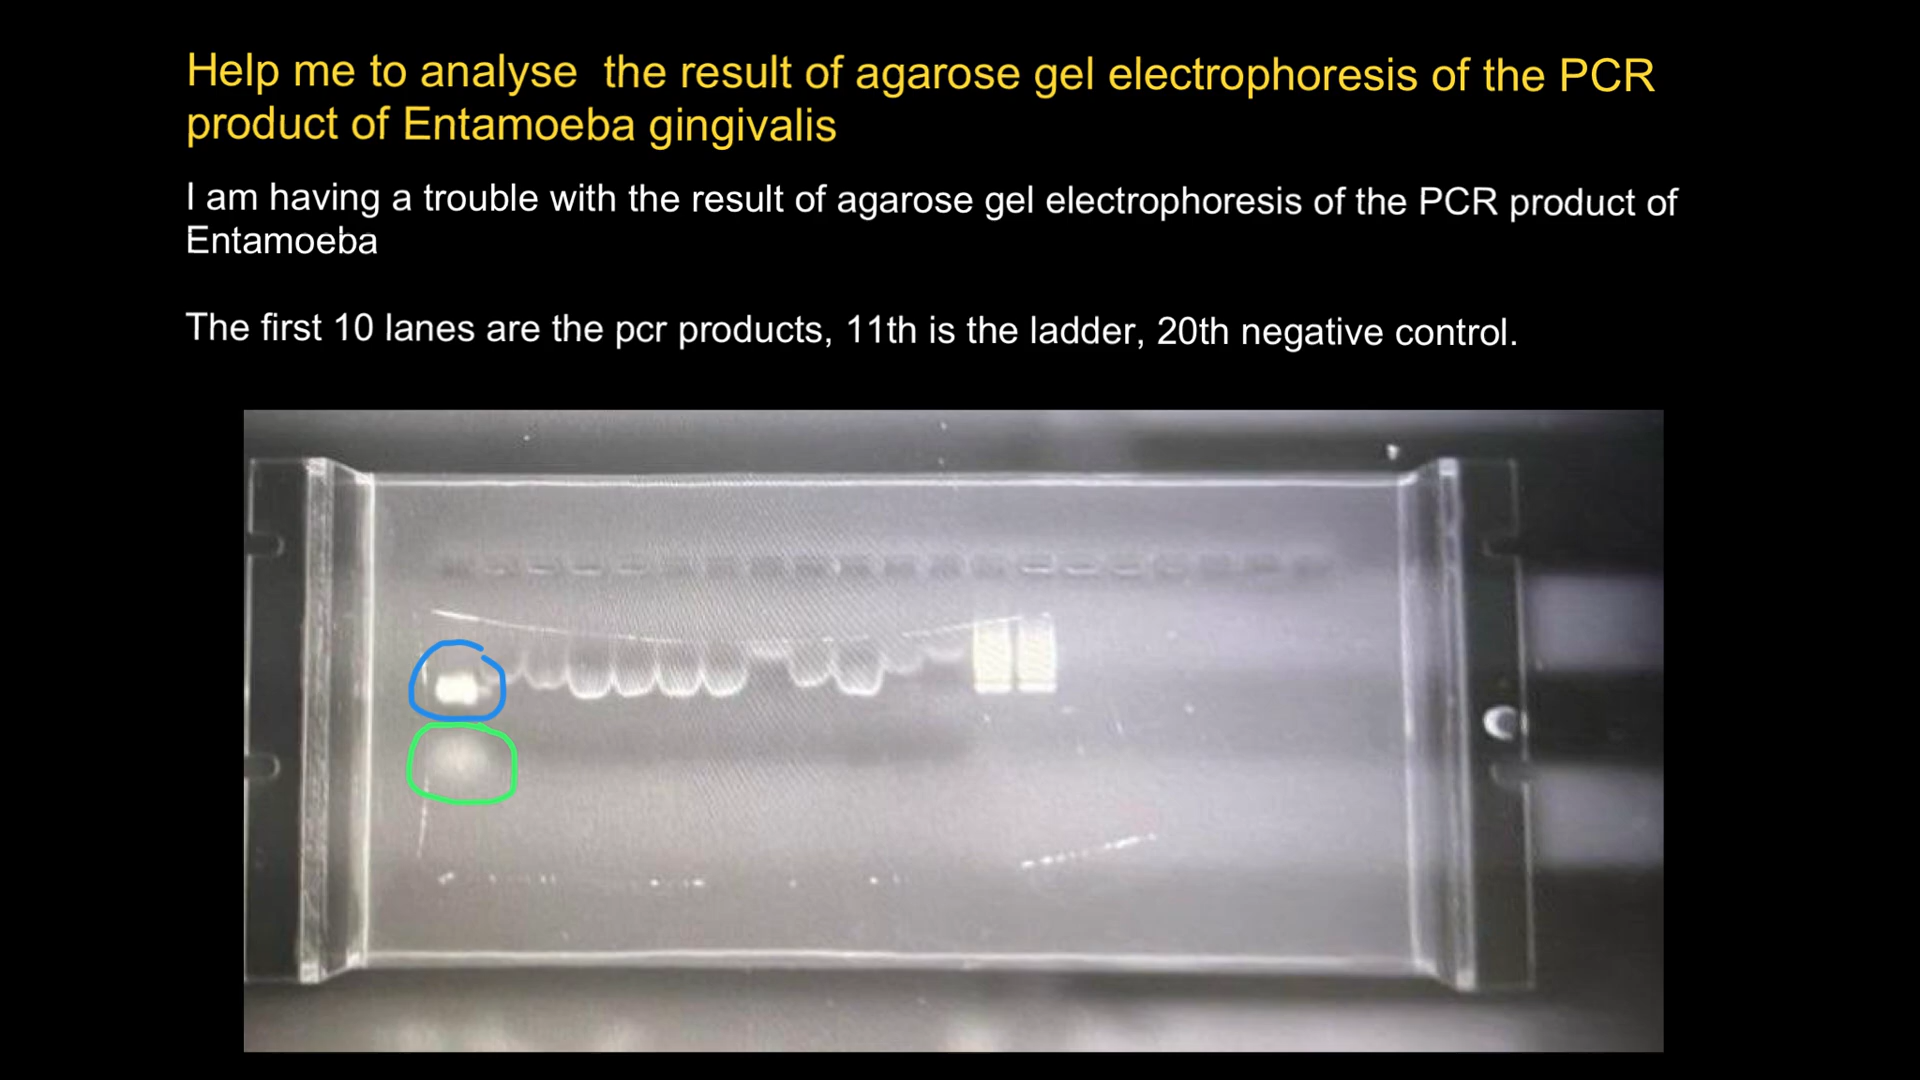 Help me to analyse  the result of agarose gel electrophoresis of the PCR
product of Entamoeba gingivalis
I am having a trouble with the result of agarose gel electrophoresis of the PCR product of
Entamoeba
The first 10 lanes are the pcr products, 11th is the ladder, 20th negative control.